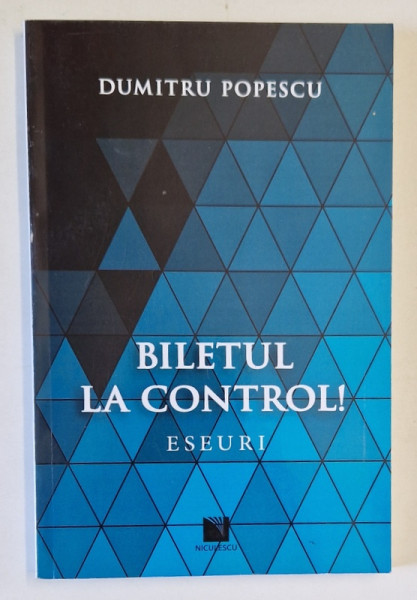 DUMITRU POPESCU
BILETUL
LA CONTROL!
ESEURI
NICULESCU